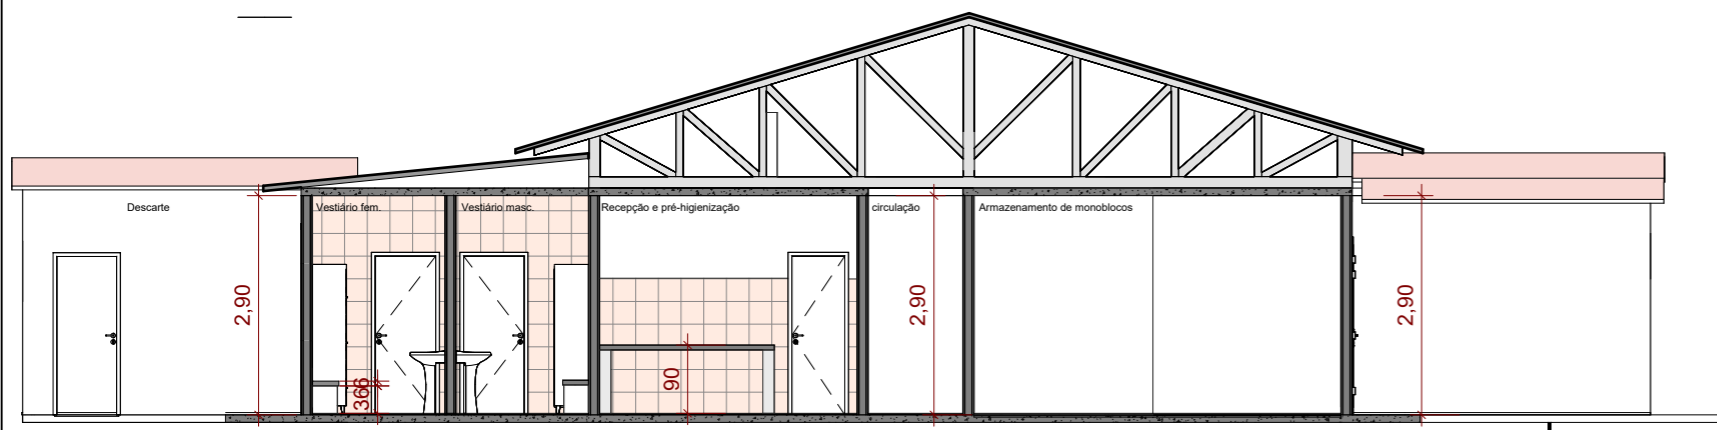 Descarte
Vestiário fem.
Vestiário masc.
Recepção e pré-higienização
circulação
Armazenamento de monoblocos
2,90
2,90
2,90
90